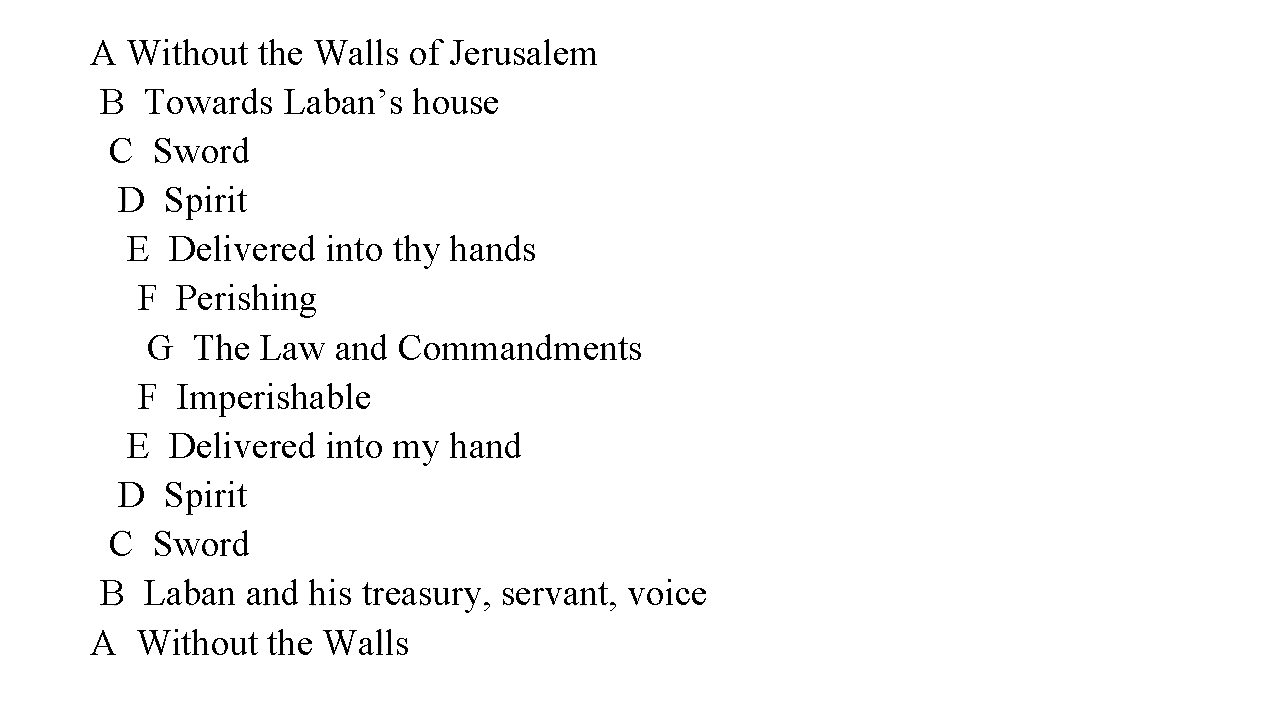 A Without the Walls of Jerusalem
B Towards Laban’s house
C Sword
D Spirit
E Delivered into thy hands
F Perishing
G The Law and Commandments
F Imperishable
E Delivered into my hand
D Spirit
C Sword
B Laban and his treasury, servant, voice
A Without the Walls